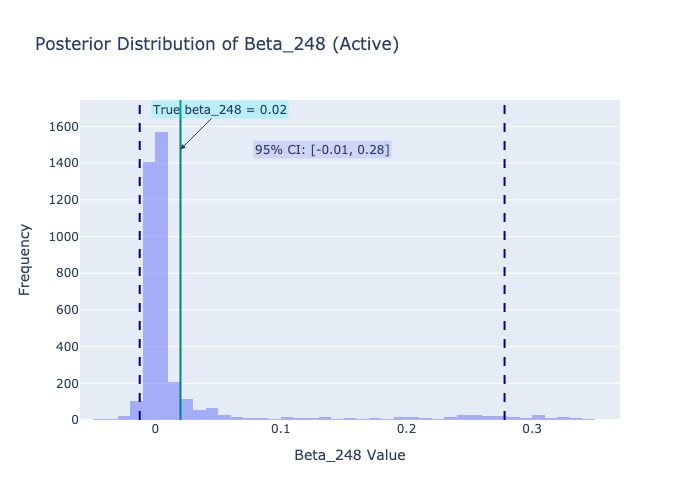 Posterior Distribution of Beta_248 (Active)
True beta_248 = 0.02
95% CI: [-0.01, 0.28]
1600
1400
1200
1000
800
600
400
200
0
Frequency
0 0.1 0.2 0.3
Beta_248 Value